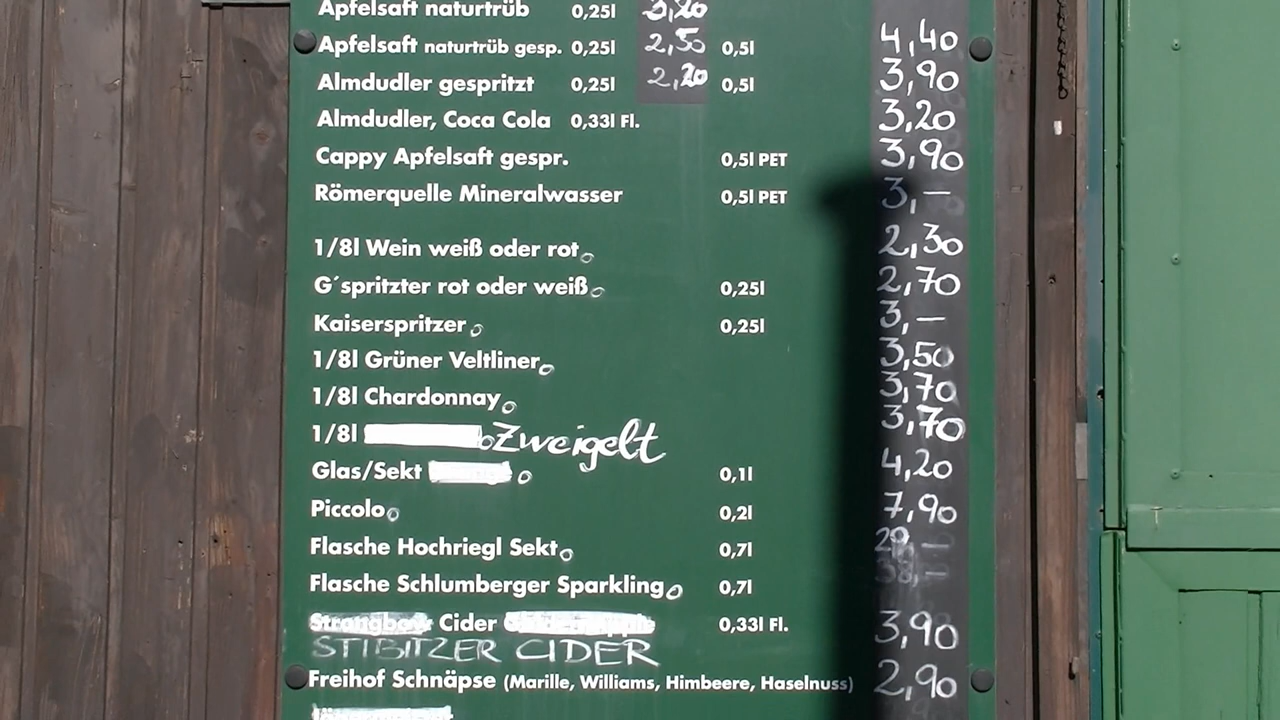 Apfelsaft naturtrüb 0,25l 3,20
Apfelsaft naturtrüb gesp. 0,25l 2,50 0,5l 4,40
Almdudler gespritzt 0,25l 2,20 0,5l 3,90
Almdudler, Coca Cola 0,33l Fl. 3,20
Cappy Apfelsaft gespr. 0,5l PET 3,90
Römerquelle Mineralwasser 0,5l PET 3,–
1/8l Wein weiß oder rot o 2,30
G´spritzter rot oder weiß o 0,25l 2,70
Kaiserspritzer o 0,25l 3,–
1/8l Grüner Veltliner o 3,50
1/8l Chardonnay o 3,70
1/8l o Zweigelt 3,70
Glas/Sekt o 0,1l 4,20
Piccolo o 0,2l 7,90
Flasche Hochriegl Sekt o 0,7l 29,–
Flasche Schlumberger Sparkling o 0,7l
Strongbow Cider 0,33l Fl. 3,90
STIBITZER CIDER
Freihof Schnäpse (Marille, Williams, Himbeere, Haselnuss) 2,90